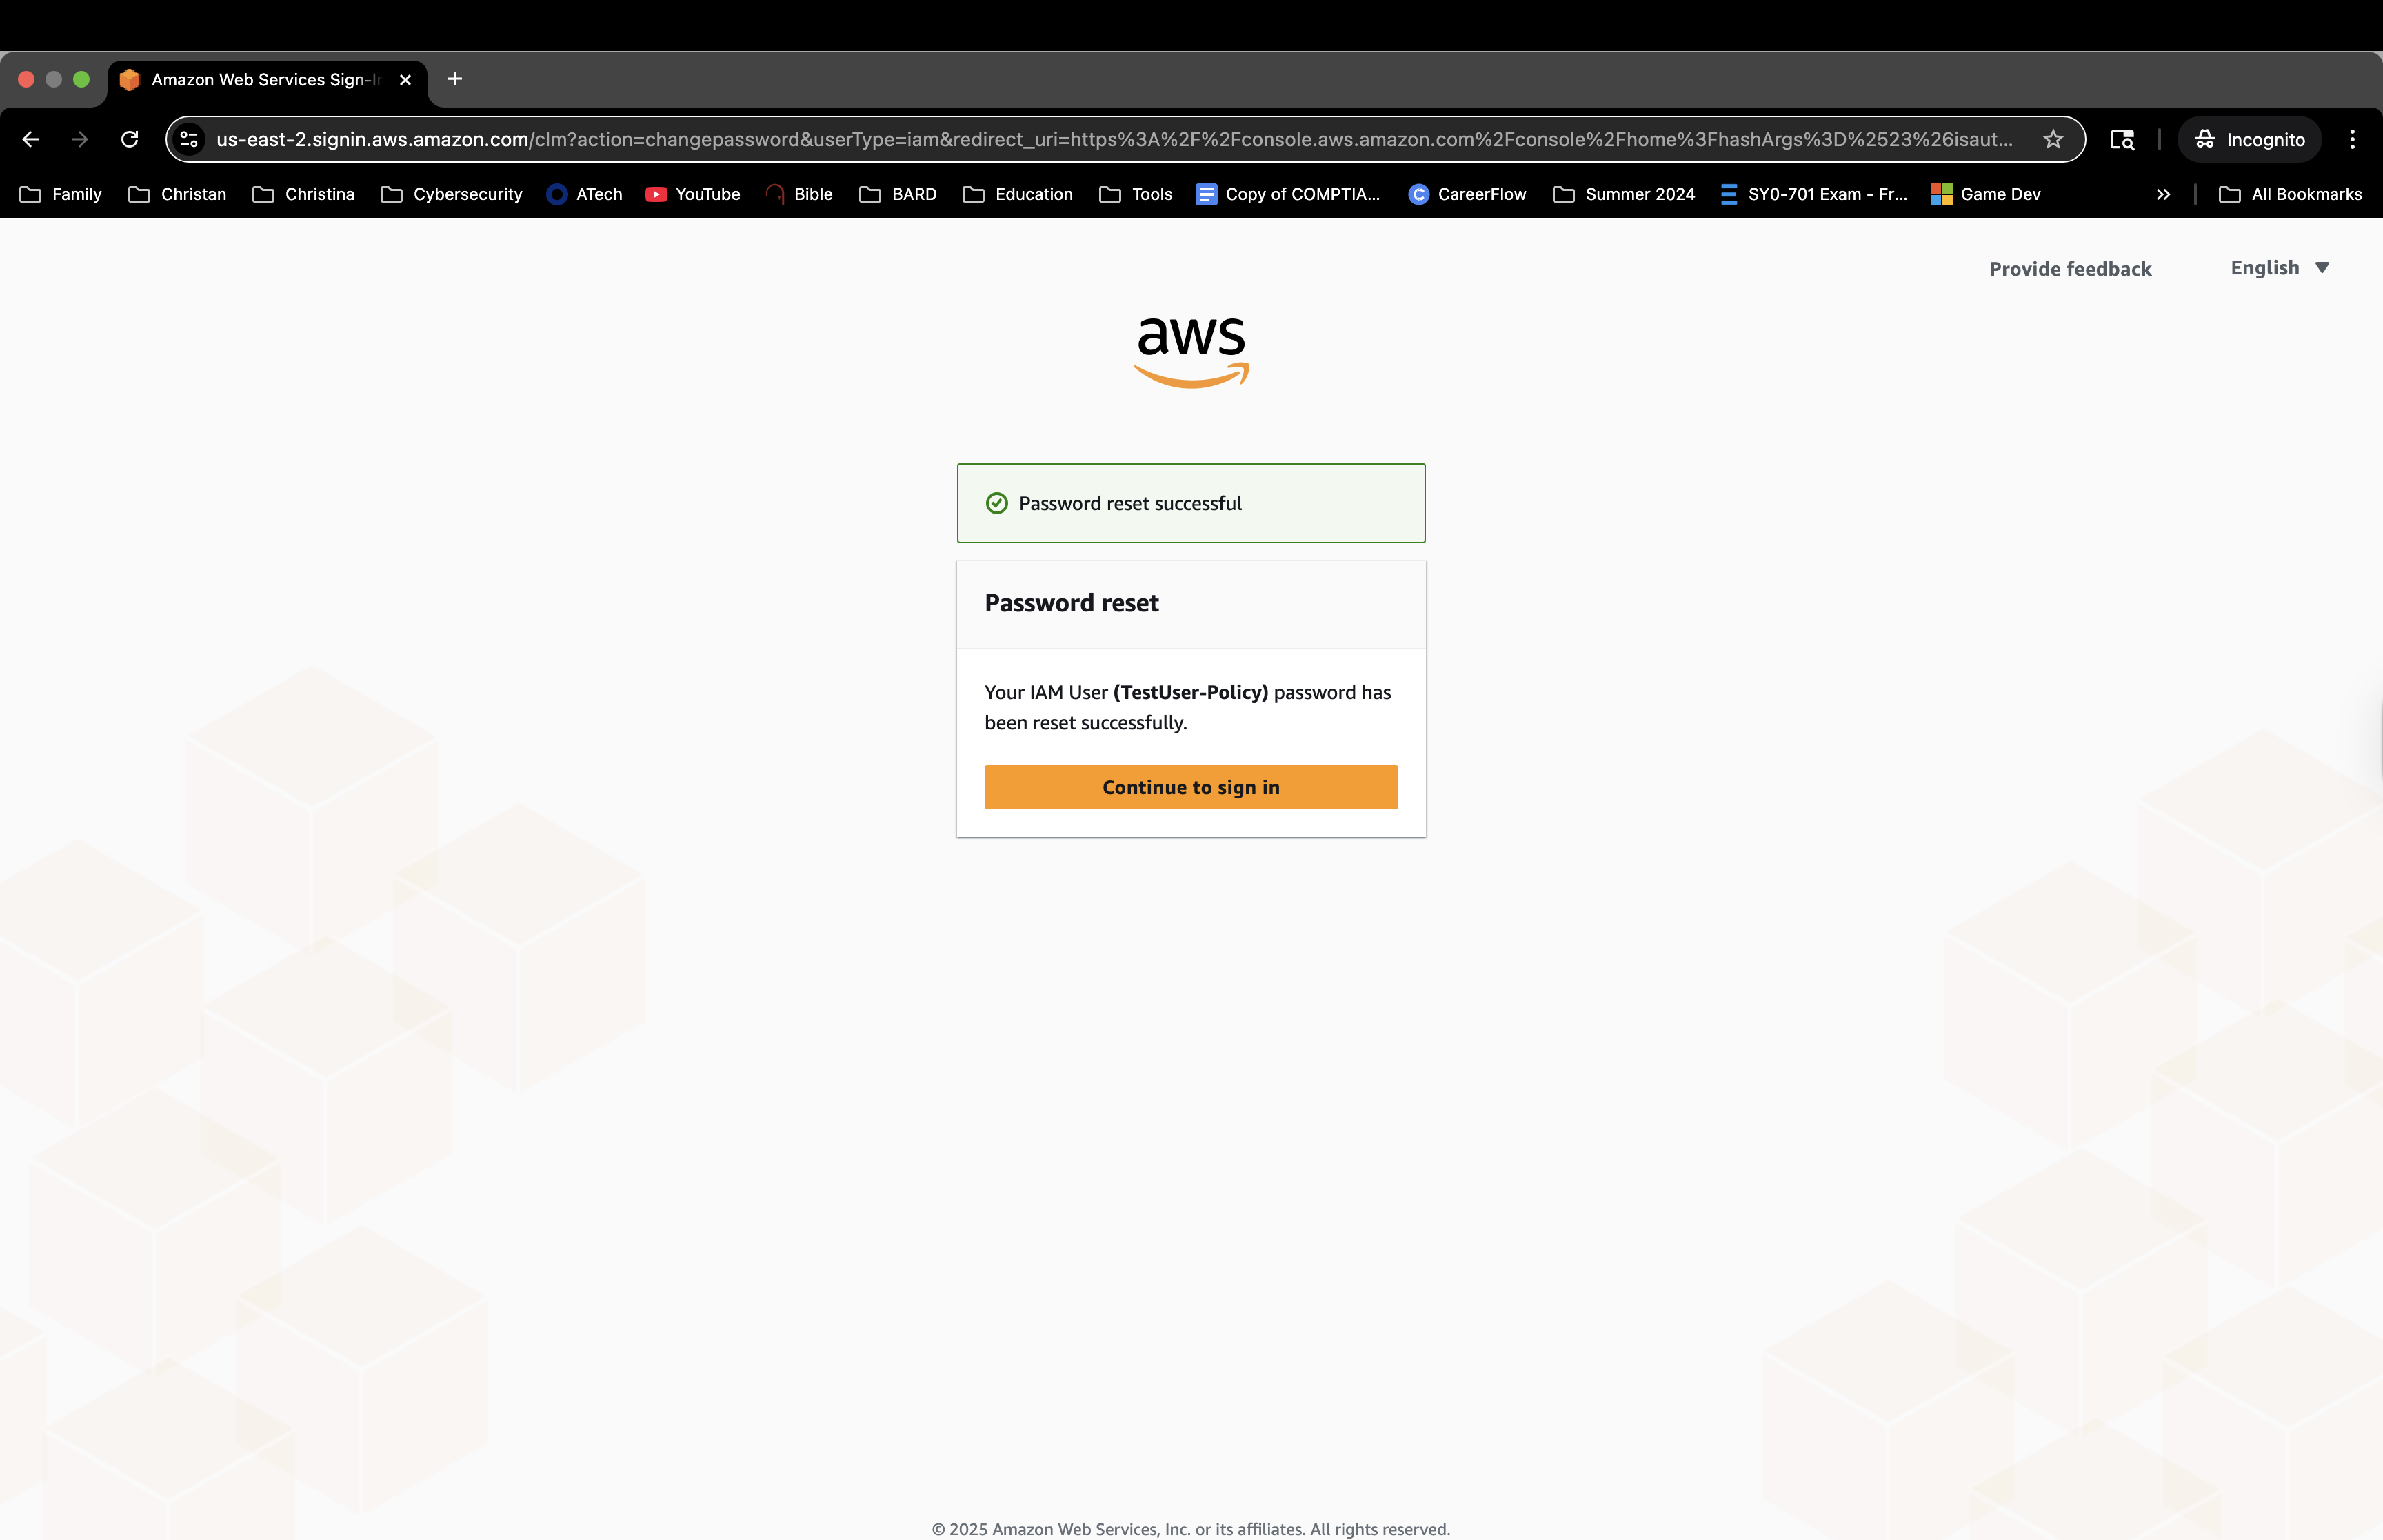 Amazon Web Services Sign-In
us-east-2.signin.aws.amazon.com/clm?action=changepassword&userType=iam&redirect_uri=https%3A%2F%2Fconsole.aws.amazon.com%2Fconsole%2Fhome%3FhashArgs%3D%2523%26isaut...
Incognito
Family Christan Christina Cybersecurity ATech YouTube Bible BARD Education Tools Copy of COMPTIA... CareerFlow Summer 2024 SY0-701 Exam - Fr... Game Dev All Bookmarks
Provide feedback English
aws
Password reset successful
Password reset
Your IAM User (TestUser-Policy) password has
been reset successfully.
Continue to sign in
© 2025 Amazon Web Services, Inc. or its affiliates. All rights reserved.